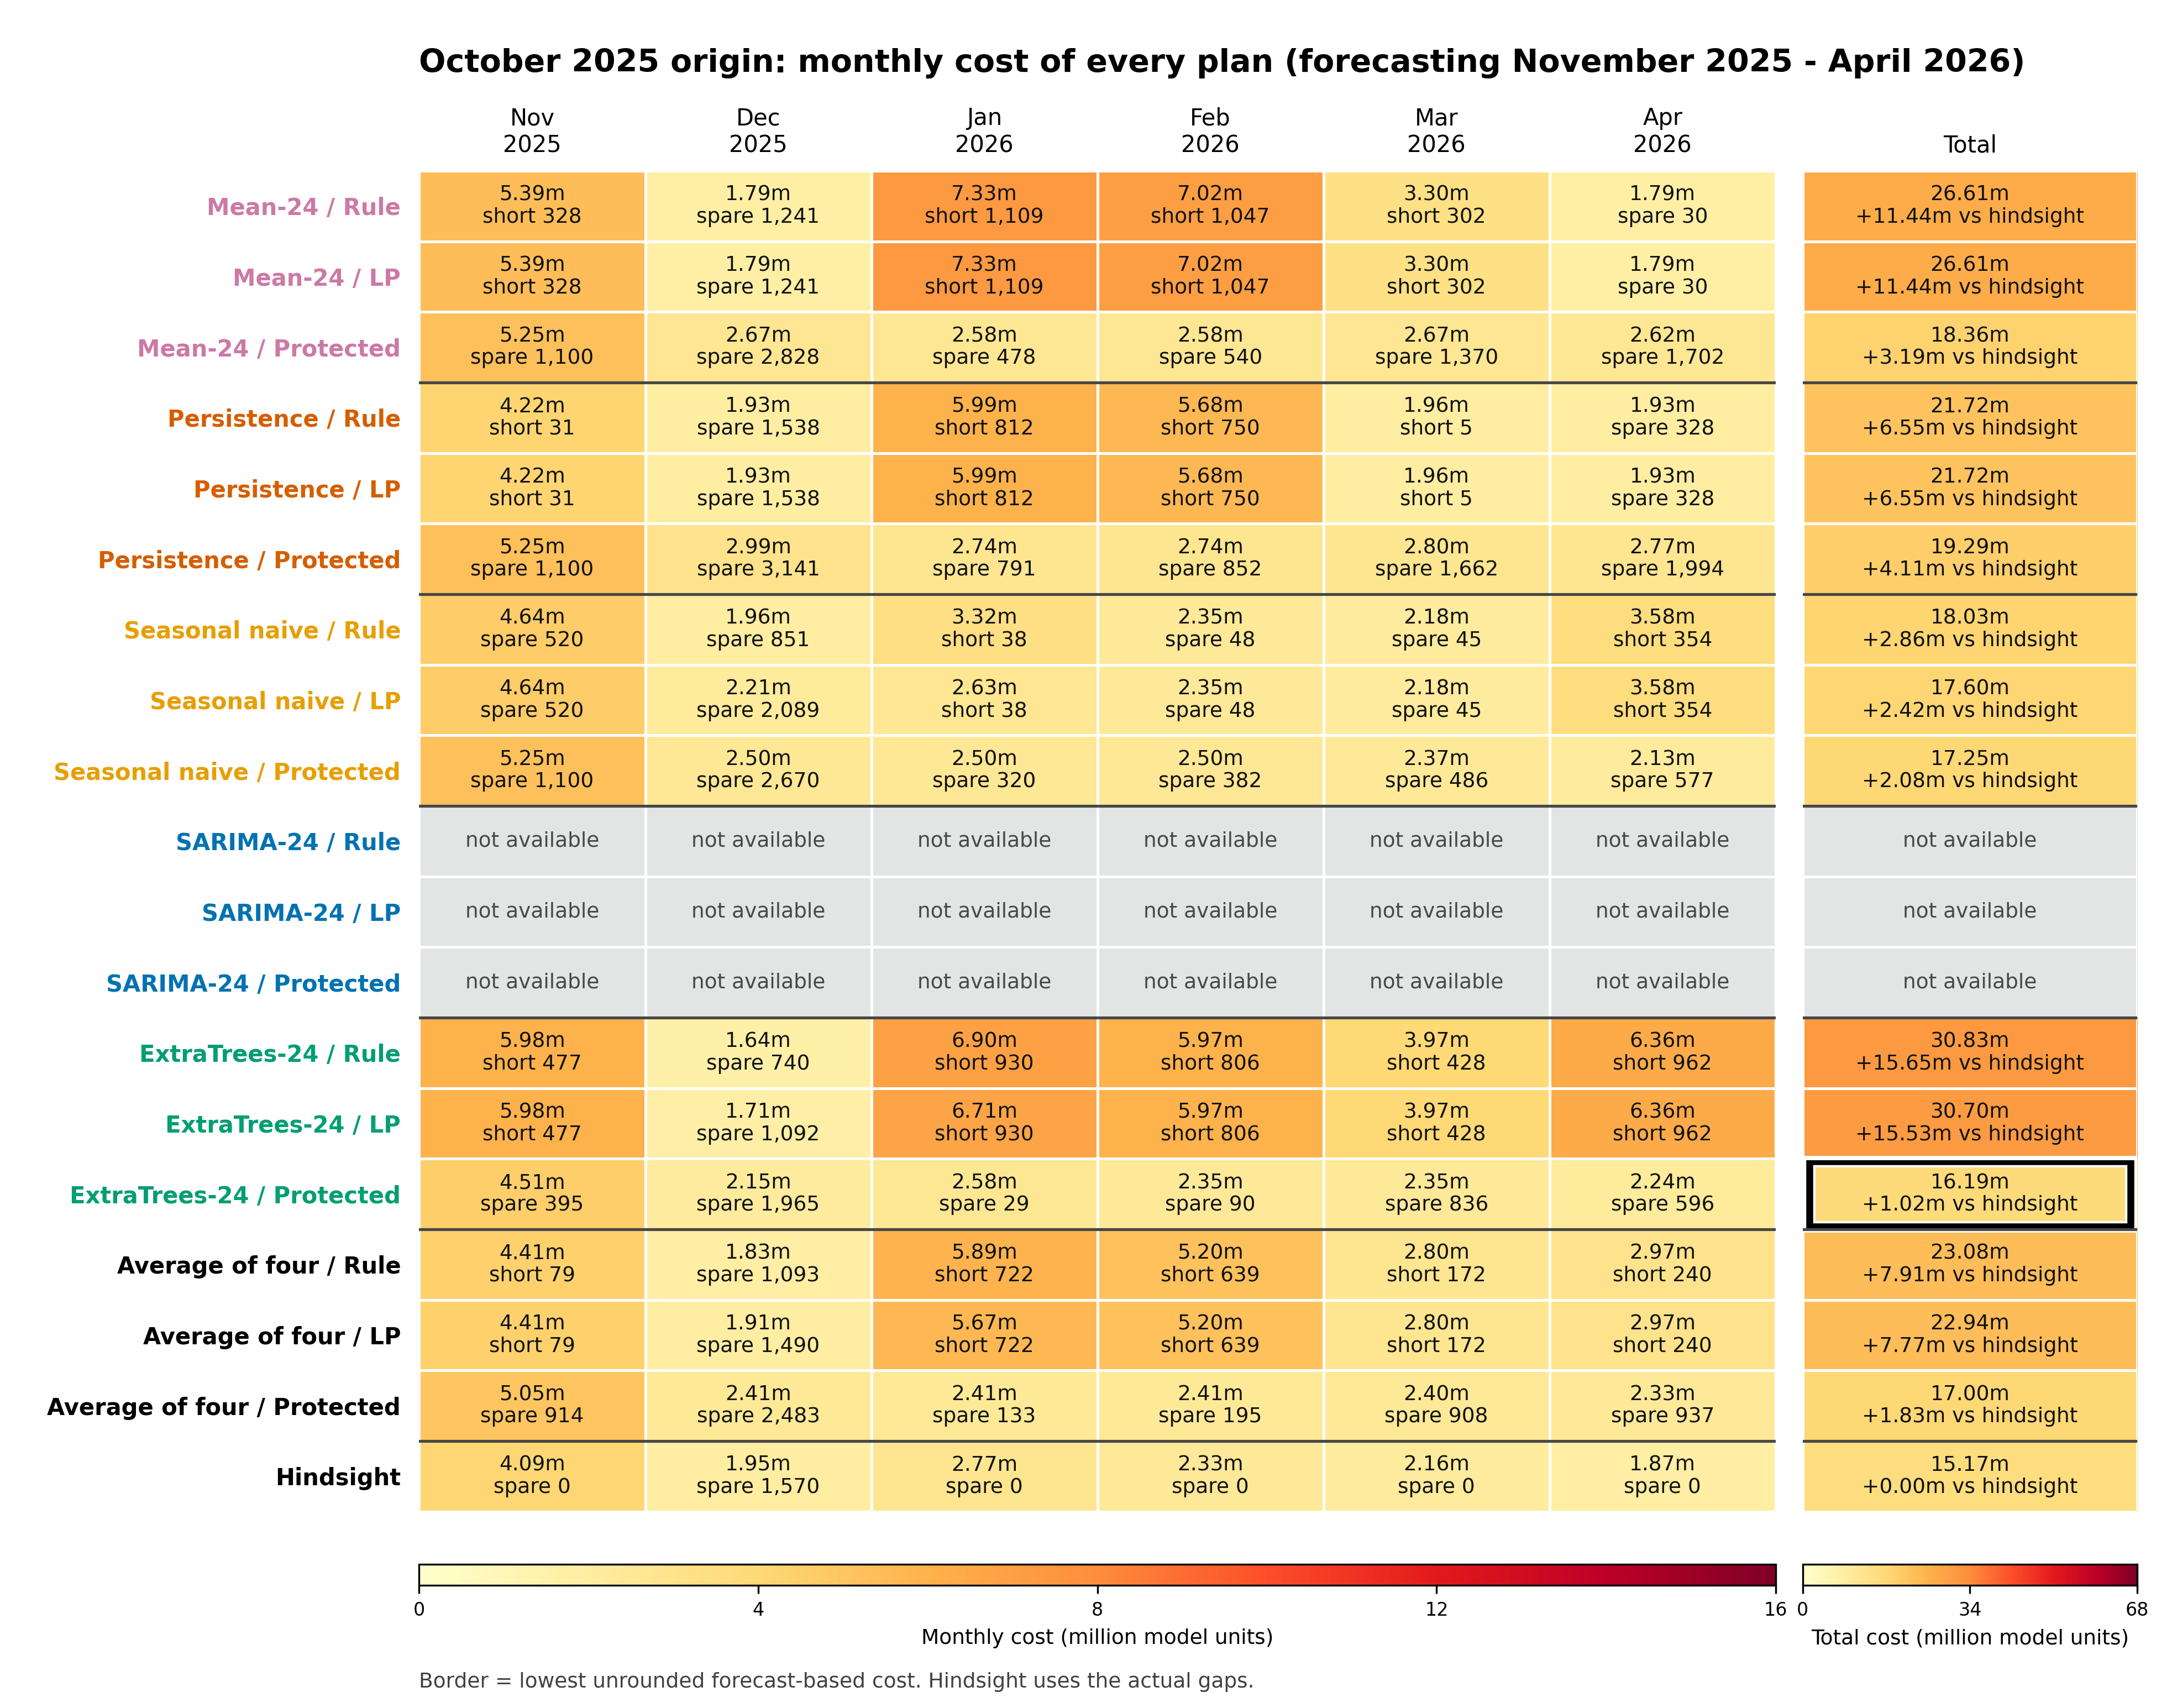 October 2025 origin: monthly cost of every plan (forecasting November 2025 - April 2026)
Nov 2025 Dec 2025 Jan 2026 Feb 2026 Mar 2026 Apr 2026 Total
Mean-24 / Rule
5.39m 1.79m 7.33m 7.02m 3.30m 1.79m 26.61m
short 328 spare 1,241 short 1,109 short 1,047 short 302 spare 30 +11.44m vs hindsight
Mean-24 / LP
5.39m 1.79m 7.33m 7.02m 3.30m 1.79m 26.61m
short 328 spare 1,241 short 1,109 short 1,047 short 302 spare 30 +11.44m vs hindsight
Mean-24 / Protected
5.25m 2.67m 2.58m 2.58m 2.67m 2.62m 18.36m
spare 1,100 spare 2,828 spare 478 spare 540 spare 1,370 spare 1,702 +3.19m vs hindsight
Persistence / Rule
4.22m 1.93m 5.99m 5.68m 1.96m 1.93m 21.72m
short 31 spare 1,538 short 812 short 750 short 5 spare 328 +6.55m vs hindsight
Persistence / LP
4.22m 1.93m 5.99m 5.68m 1.96m 1.93m 21.72m
short 31 spare 1,538 short 812 short 750 short 5 spare 328 +6.55m vs hindsight
Persistence / Protected
5.25m 2.99m 2.74m 2.74m 2.80m 2.77m 19.29m
spare 1,100 spare 3,141 spare 791 spare 852 spare 1,662 spare 1,994 +4.11m vs hindsight
Seasonal naive / Rule
4.64m 1.96m 3.32m 2.35m 2.18m 3.58m 18.03m
spare 520 spare 851 short 38 spare 48 spare 45 short 354 +2.86m vs hindsight
Seasonal naive / LP
4.64m 2.21m 2.63m 2.35m 2.18m 3.58m 17.60m
spare 520 spare 2,089 short 38 spare 48 spare 45 short 354 +2.42m vs hindsight
Seasonal naive / Protected
5.25m 2.50m 2.50m 2.50m 2.37m 2.13m 17.25m
spare 1,100 spare 2,670 spare 320 spare 382 spare 486 spare 577 +2.08m vs hindsight
SARIMA-24 / Rule
not available not available not available not available not available not available not available
SARIMA-24 / LP
not available not available not available not available not available not available not available
SARIMA-24 / Protected
not available not available not available not available not available not available not available
ExtraTrees-24 / Rule
5.98m 1.64m 6.90m 5.97m 3.97m 6.36m 30.83m
short 477 spare 740 short 930 short 806 short 428 short 962 +15.65m vs hindsight
ExtraTrees-24 / LP
5.98m 1.71m 6.71m 5.97m 3.97m 6.36m 30.70m
short 477 spare 1,092 short 930 short 806 short 428 short 962 +15.53m vs hindsight
ExtraTrees-24 / Protected
4.51m 2.15m 2.58m 2.35m 2.35m 2.24m 16.19m
spare 395 spare 1,965 spare 29 spare 90 spare 836 spare 596 +1.02m vs hindsight
Average of four / Rule
4.41m 1.83m 5.89m 5.20m 2.80m 2.97m 23.08m
short 79 spare 1,093 short 722 short 639 short 172 short 240 +7.91m vs hindsight
Average of four / LP
4.41m 1.91m 5.67m 5.20m 2.80m 2.97m 22.94m
short 79 spare 1,490 short 722 short 639 short 172 short 240 +7.77m vs hindsight
Average of four / Protected
5.05m 2.41m 2.41m 2.41m 2.40m 2.33m 17.00m
spare 914 spare 2,483 spare 133 spare 195 spare 908 spare 937 +1.83m vs hindsight
Hindsight
4.09m 1.95m 2.77m 2.33m 2.16m 1.87m 15.17m
spare 0 spare 1,570 spare 0 spare 0 spare 0 spare 0 +0.00m vs hindsight
0 4 8 12 16 0 34 68
Monthly cost (million model units) Total cost (million model units)
Border = lowest unrounded forecast-based cost. Hindsight uses the actual gaps.